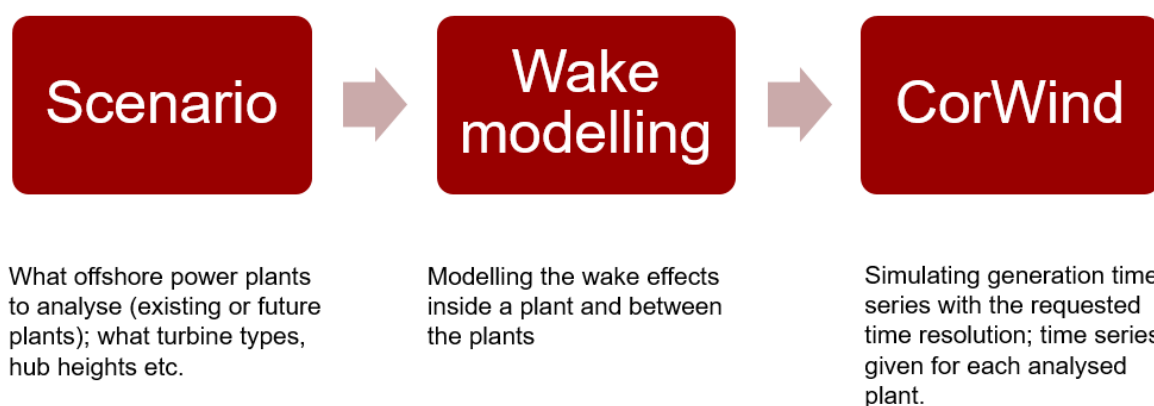 Scenario
Wake
modelling
CorWind
What offshore power plants
to analyse (existing or future
plants); what turbine types,
hub heights etc.
Modelling the wake effects
inside a plant and between
the plants
Simulating generation time
series with the requested
time resolution; time series
given for each analysed
plant.